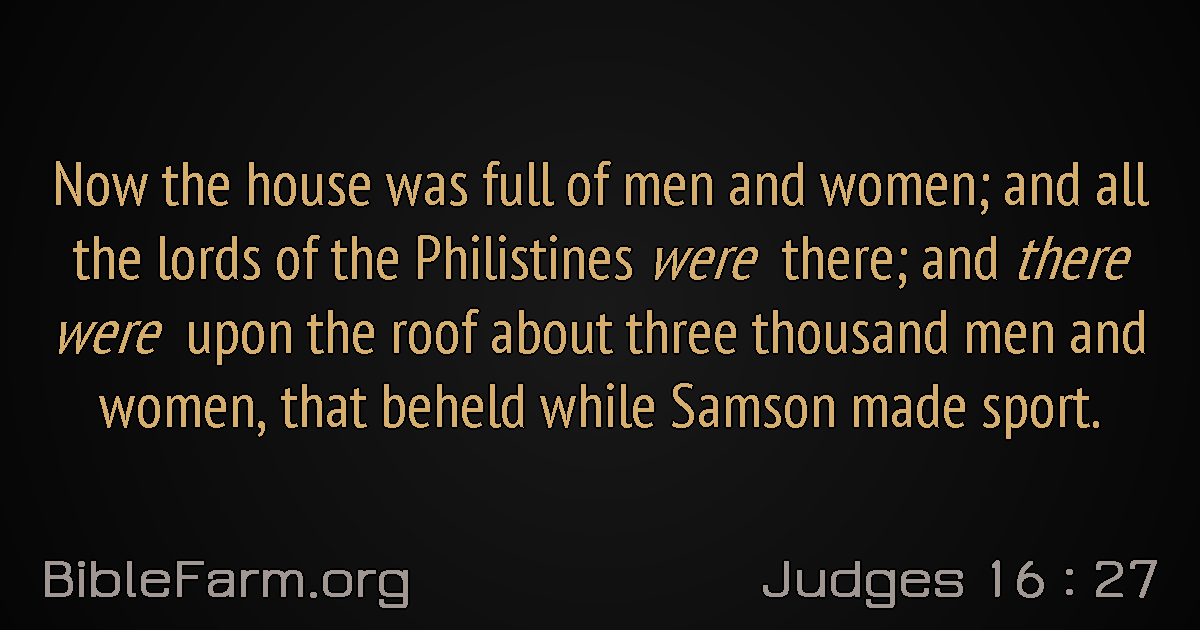 Now the house was full of men and women; and all
the lords of the Philistines were there; and there
were upon the roof about three thousand men and
women, that beheld while Samson made sport.
BibleFarm.org
Judges 16 : 27